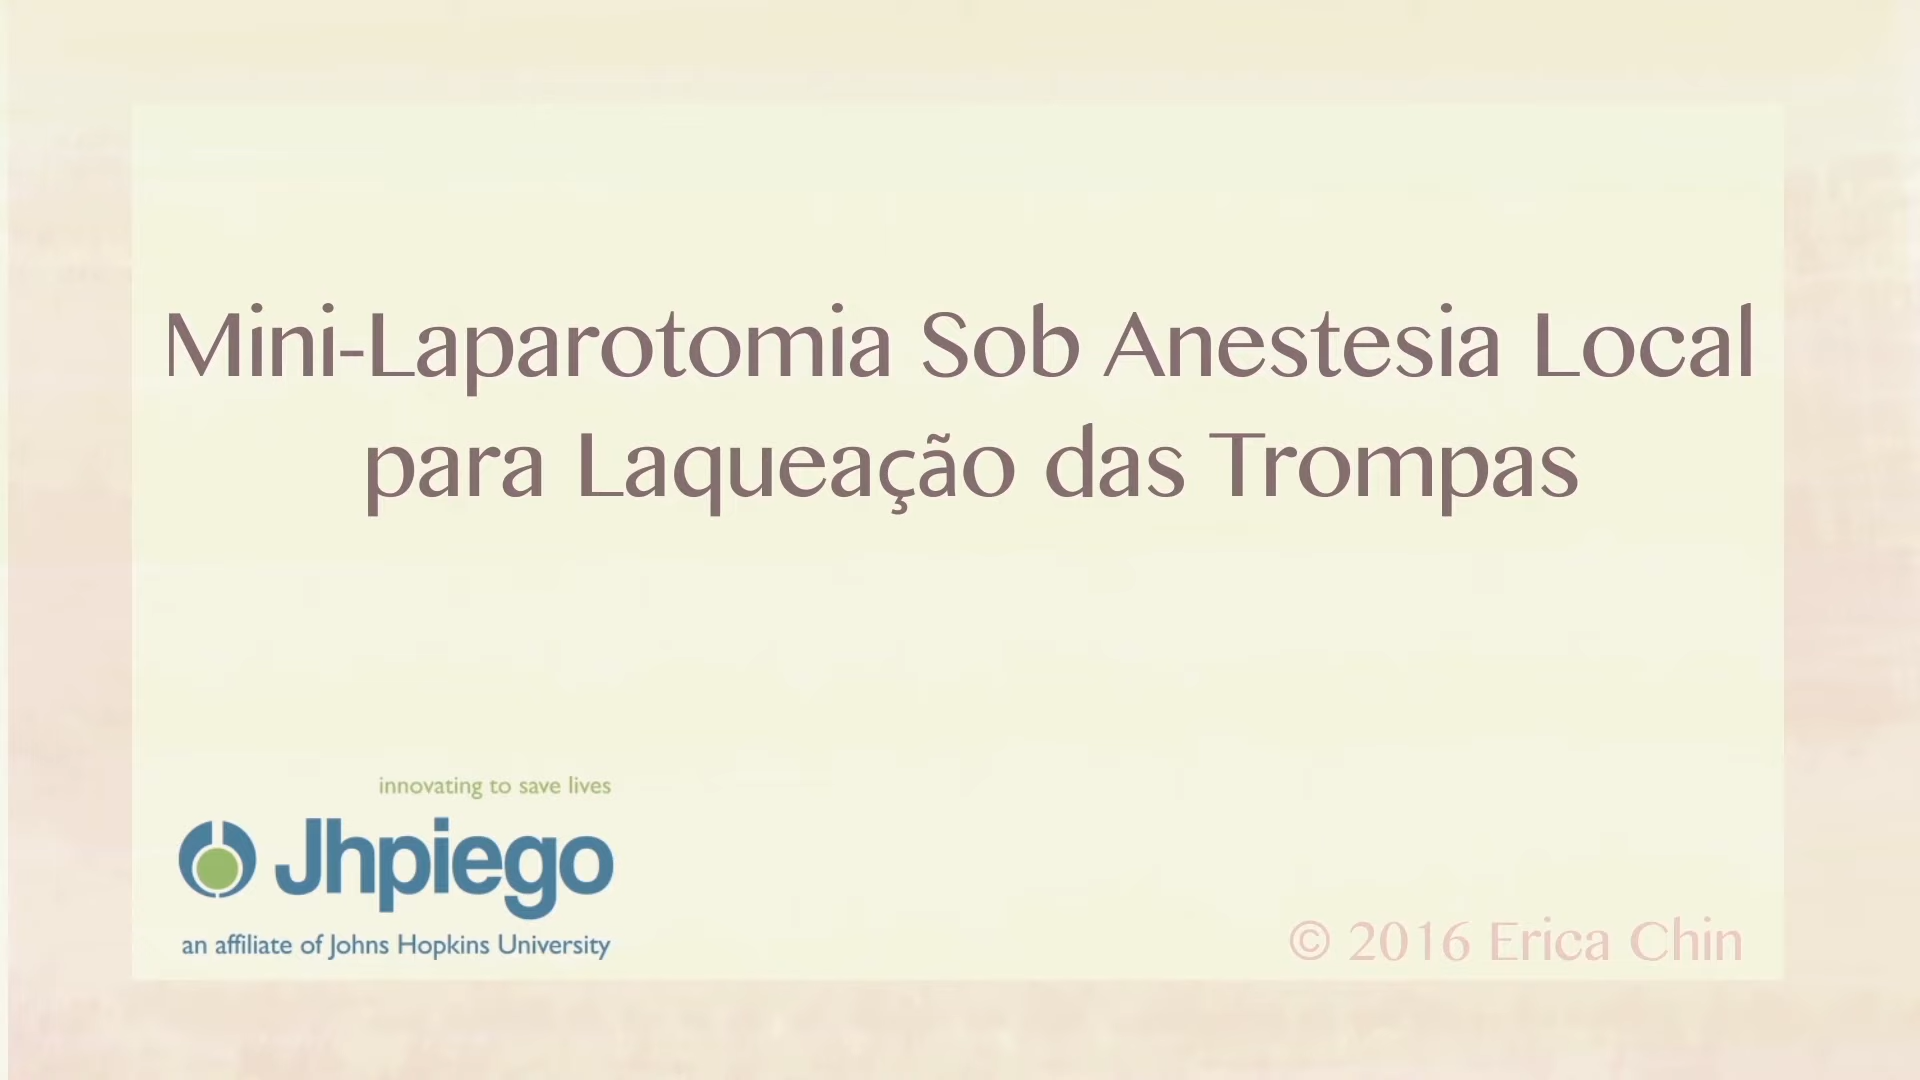 Mini-Laparotomia Sob Anestesia Local
para Laqueação das Trompas
innovating to save lives
Jhpiego
an affiliate of Johns Hopkins University
© 2016 Erica Chin